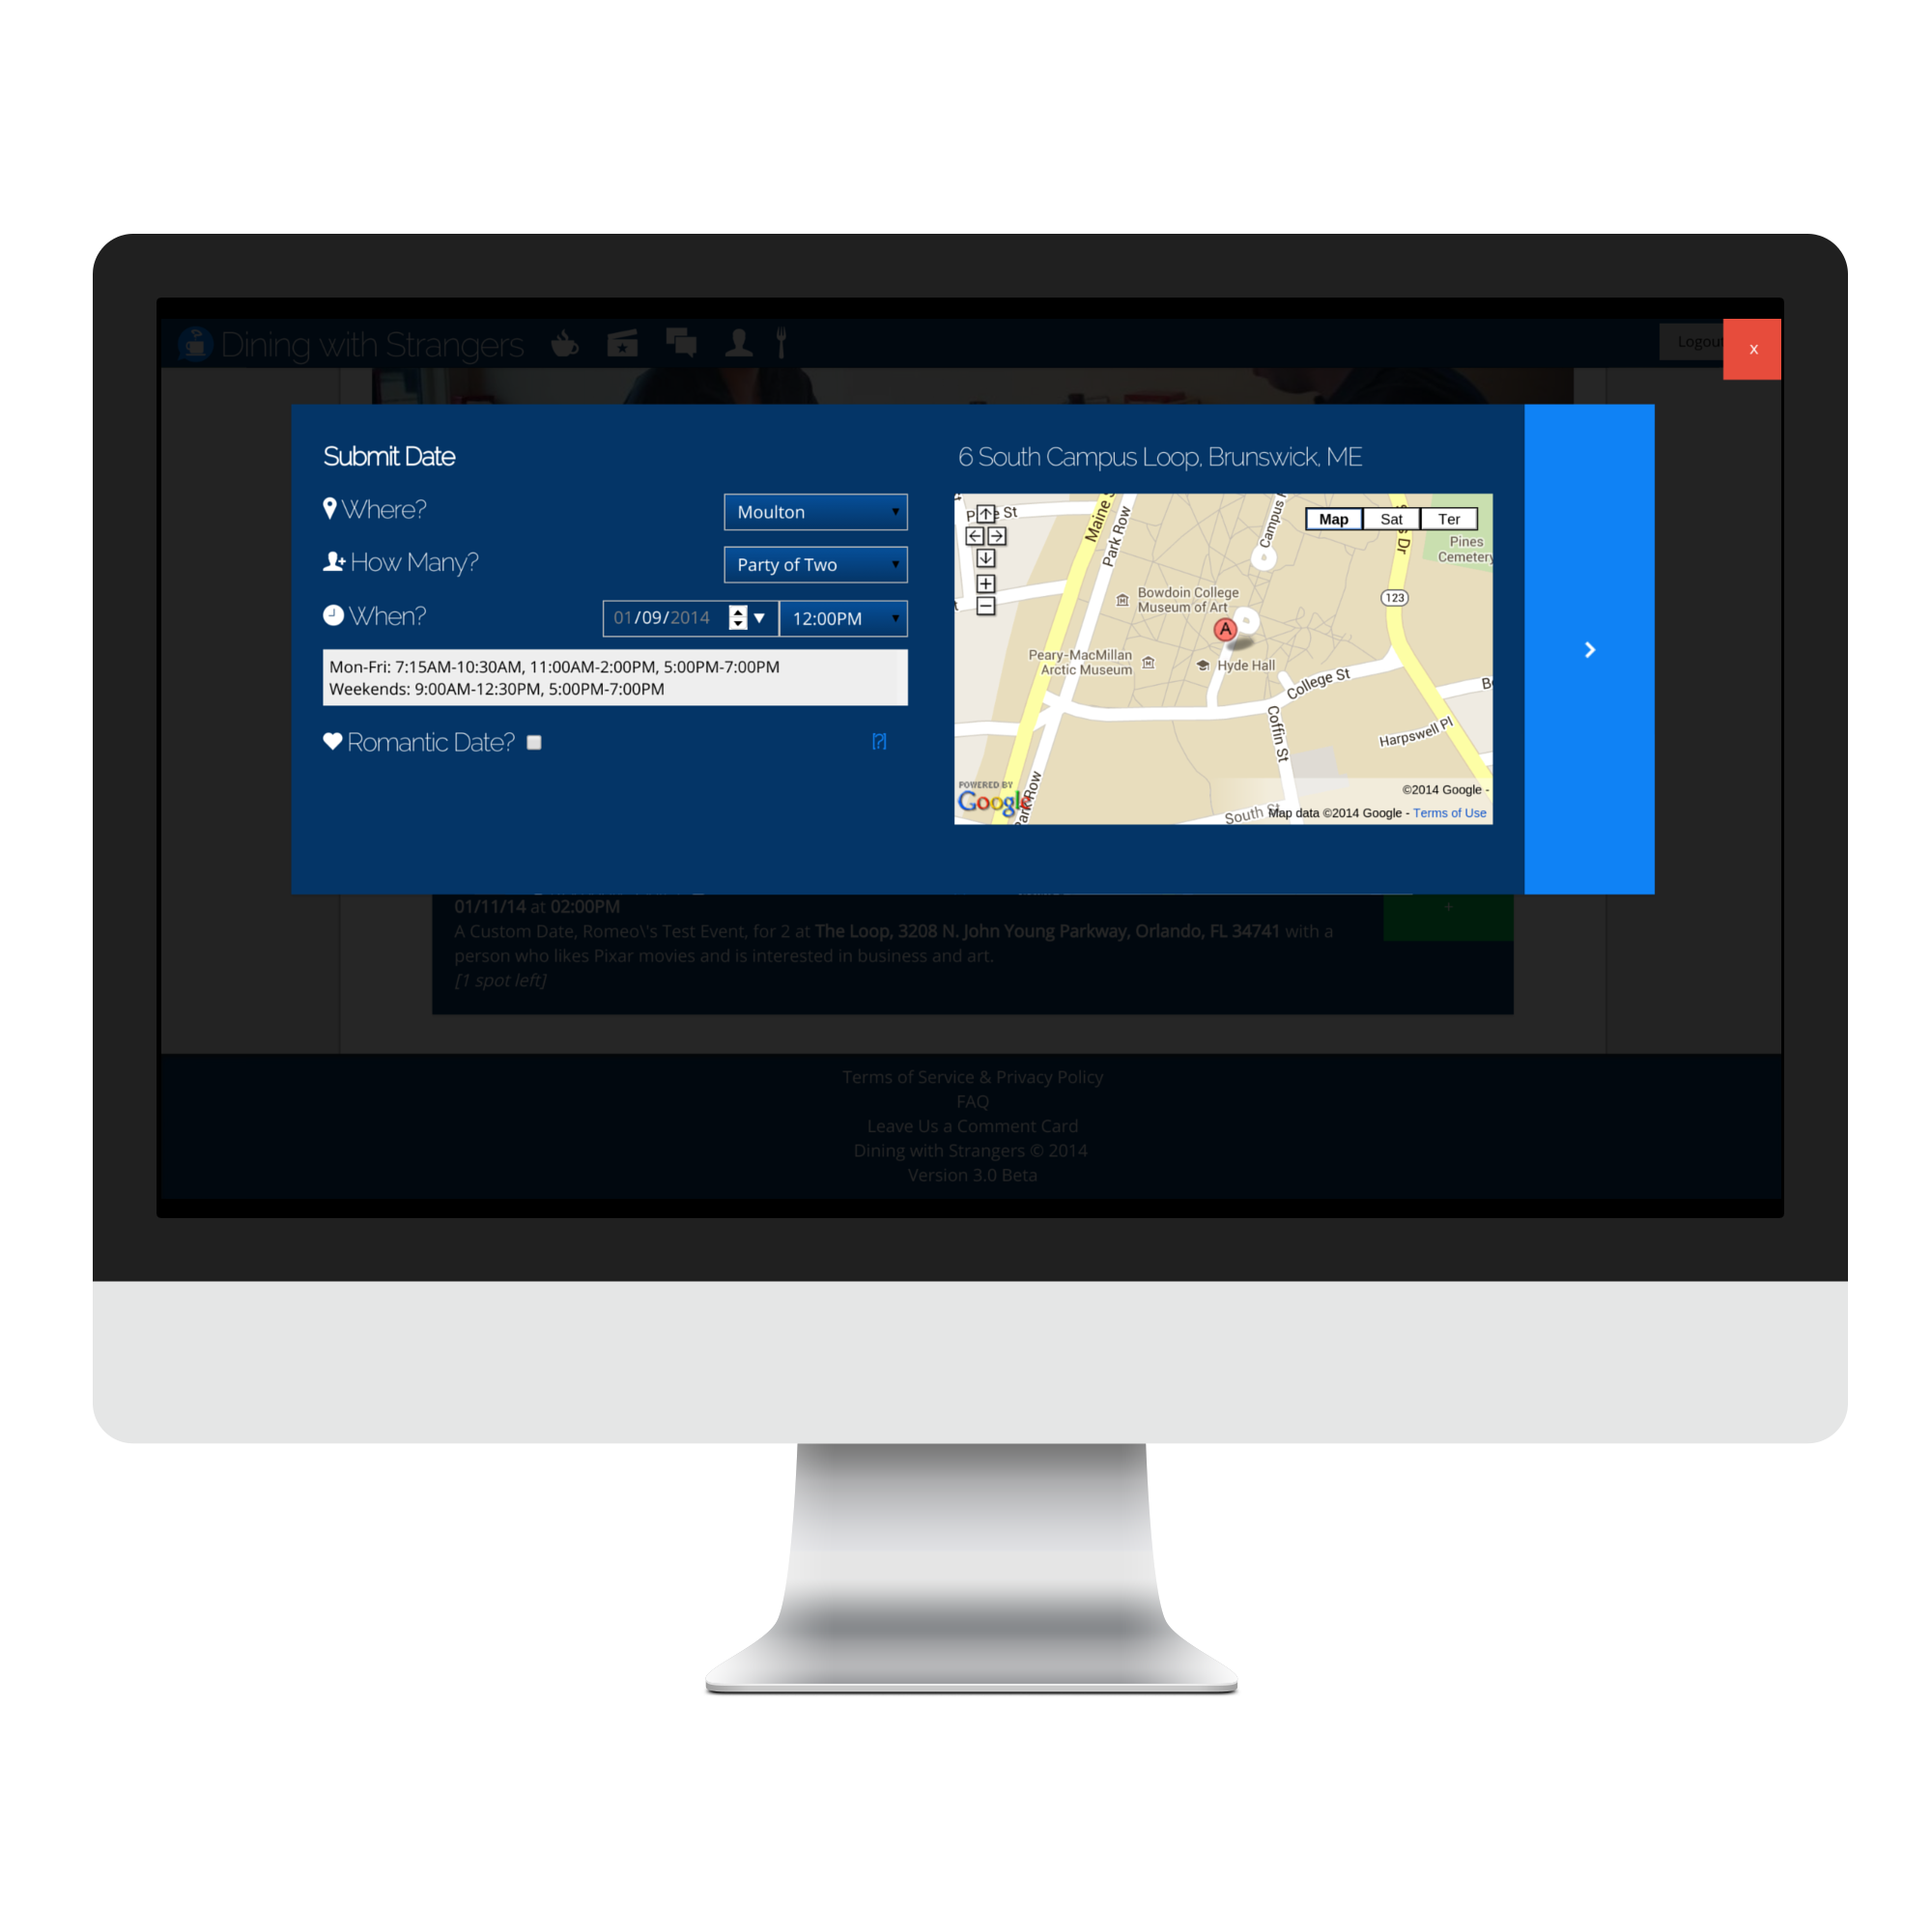 Dining with Strangers
Logou
x
Submit Date
Where?
Moulton
How Many?
Party of Two
When?
01/09/2014
12:00PM
Mon-Fri: 7:15AM-10:30AM, 11:00AM-2:00PM, 5:00PM-7:00PM
Weekends: 9:00AM-12:30PM, 5:00PM-7:00PM
Romantic Date?
[?]
6 South Campus Loop, Brunswick, ME
Maine S
Park Row
Campus
Map
Sat
Ter
Dr
Pines
Cemetery
123
Bowdoin College
Museum of Art
A
Peary-MacMillan
Arctic Museum
Hyde Hall
College St
Coffin St
Harpswell Pl
Park Row
South St
POWERED BY
Google
©2014 Google -
Map data ©2014 Google - Terms of Use
01/11/14 at 02:00PM
+
A Custom Date, Romeo\'s Test Event, for 2 at The Loop, 3208 N. John Young Parkway, Orlando, FL 34741 with a
person who likes Pixar movies and is interested in business and art.
[1 spot left]
Terms of Service & Privacy Policy
FAQ
Leave Us a Comment Card
Dining with Strangers © 2014
Version 3.0 Beta